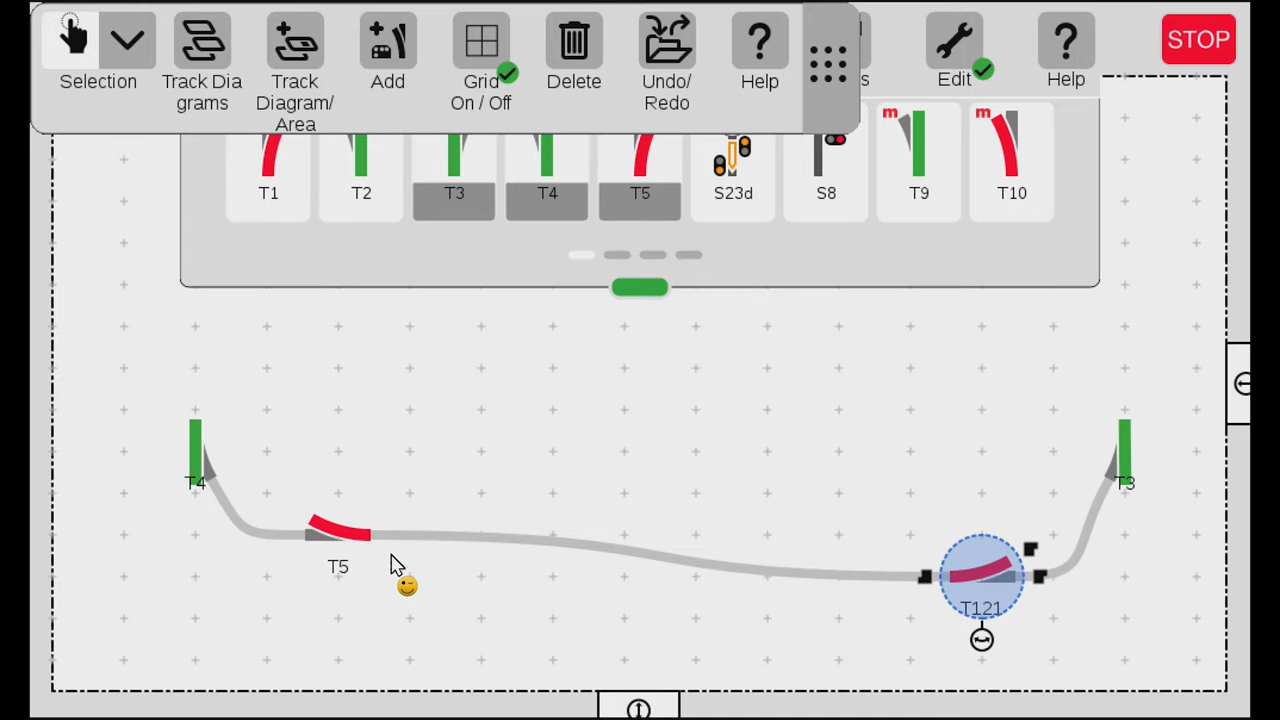 Selection
Track Dia
grams
Track
Diagram/
Area
Add
Grid
On / Off
Delete
Undo/
Redo
Help
s
Edit
Help
STOP
m
m
T1
T2
T3
T4
T5
S23d
S8
T9
T10
T4
T3
T5
T121